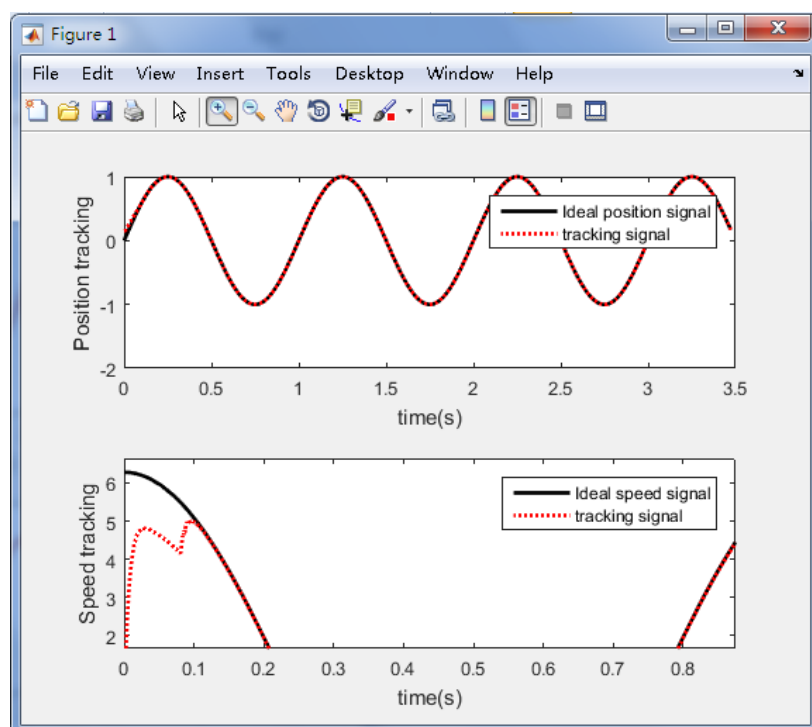 Figure 1
File Edit View Insert Tools Desktop Window Help
1
0
-1
-2
Position tracking
Ideal position signal
tracking signal
0 0.5 1 1.5 2 2.5 3 3.5
time(s)
6
5
4
3
2
Speed tracking
Ideal speed signal
tracking signal
0 0.1 0.2 0.3 0.4 0.5 0.6 0.7 0.8
time(s)